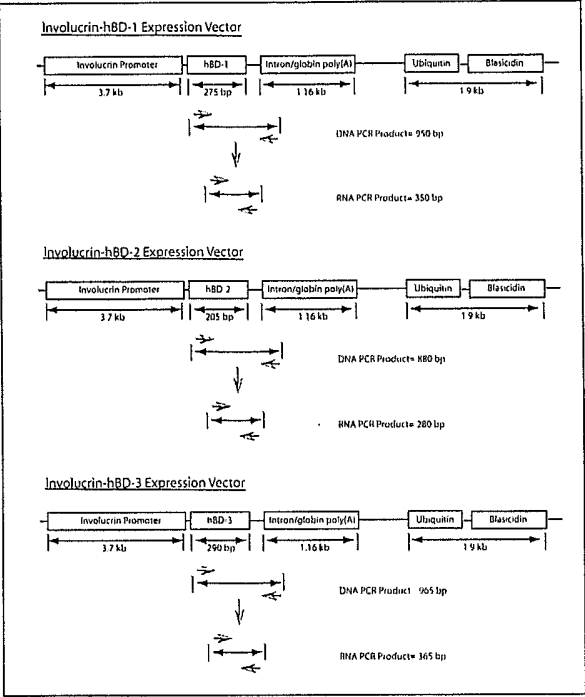 Involucrin-hBD-1 Expression Vector
Involucrin Promoter hBD-1 Intron/globin poly(A) Ubiquitin Blasicidin
3.7 kb 275 bp 1 16 kb 1 9 kb
DNA PCR Product= 950 bp
RNA PCR Product= 350 bp
Involucrin-hBD-2 Expression Vector
Involucrin Promoter hBD 2 Intron/globin poly(A) Ubiquitin Blasicidin
3.7 kb 205 bp 1 16 kb 1 9 kb
DNA PCR Product= 880 bp
RNA PCR Product= 280 bp
Involucrin-hBD-3 Expression Vector
Involucrin Promoter hBD-3 Intron/globin poly(A) Ubiquitin Blasicidin
3.7 kb 290 bp 1.16 kb 1 9 kb
DNA PCR Product 965 bp
RNA PCR Product= 365 bp